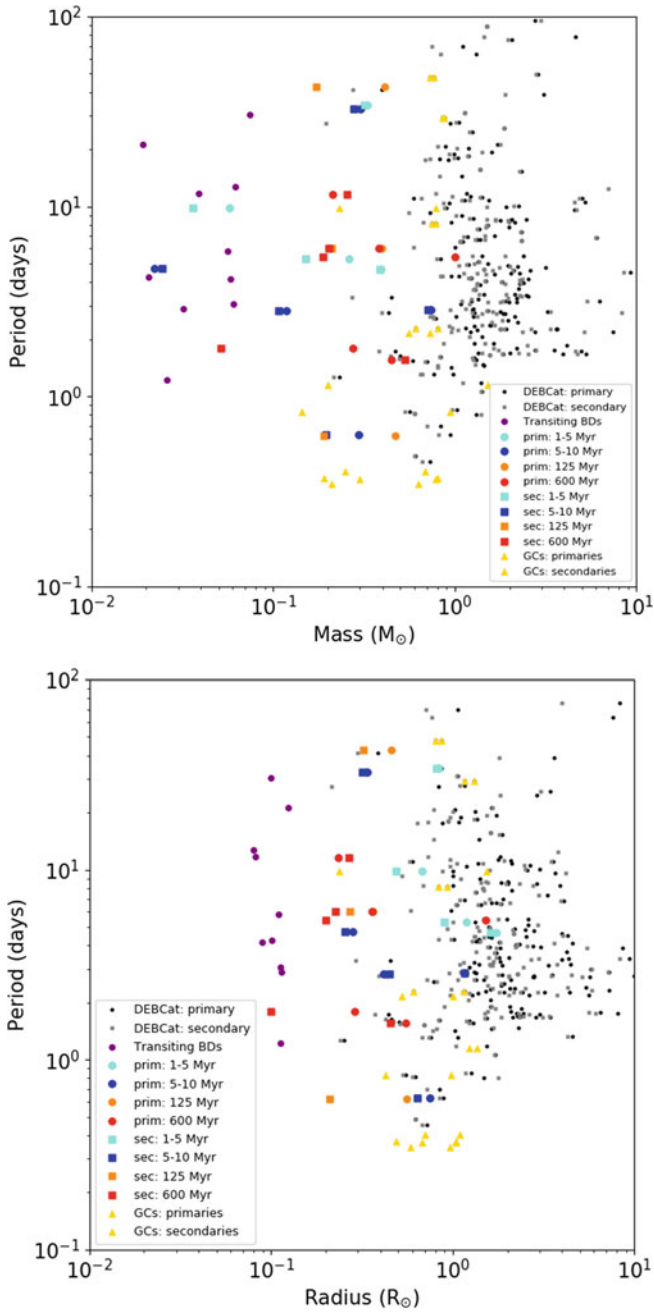 10²
10¹
10⁰
10⁻¹
Period (days)
DEBCat: primary
DEBCat: secondary
Transiting BDs
prim: 1-5 Myr
prim: 5-10 Myr
prim: 125 Myr
prim: 600 Myr
sec: 1-5 Myr
sec: 5-10 Myr
sec: 125 Myr
sec: 600 Myr
GCs: primaries
GCs: secondaries
10⁻² 10⁻¹ 10⁰ 10¹
Mass (M⊙)
10²
10¹
10⁰
10⁻¹
Period (days)
DEBCat: primary
DEBCat: secondary
Transiting BDs
prim: 1-5 Myr
prim: 5-10 Myr
prim: 125 Myr
prim: 600 Myr
sec: 1-5 Myr
sec: 5-10 Myr
sec: 125 Myr
sec: 600 Myr
GCs: primaries
GCs: secondaries
10⁻² 10⁻¹ 10⁰ 10¹
Radius (R⊙)